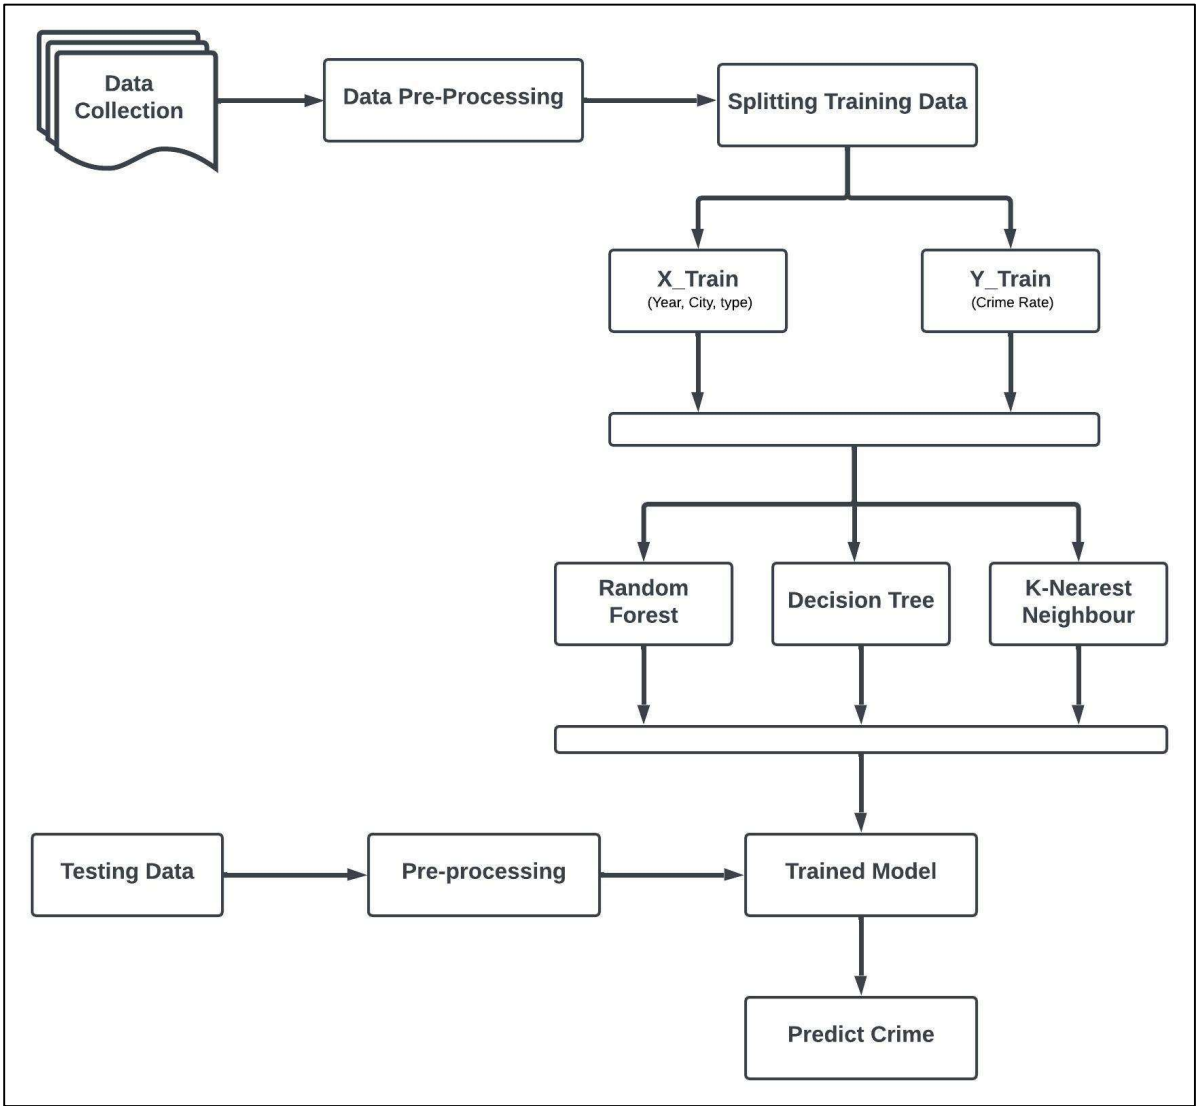 Data
Collection
Data Pre-Processing
Splitting Training Data
X_Train
(Year, City, type)
Y_Train
(Crime Rate)
Random
Forest
Decision Tree
K-Nearest
Neighbour
Testing Data
Pre-processing
Trained Model
Predict Crime